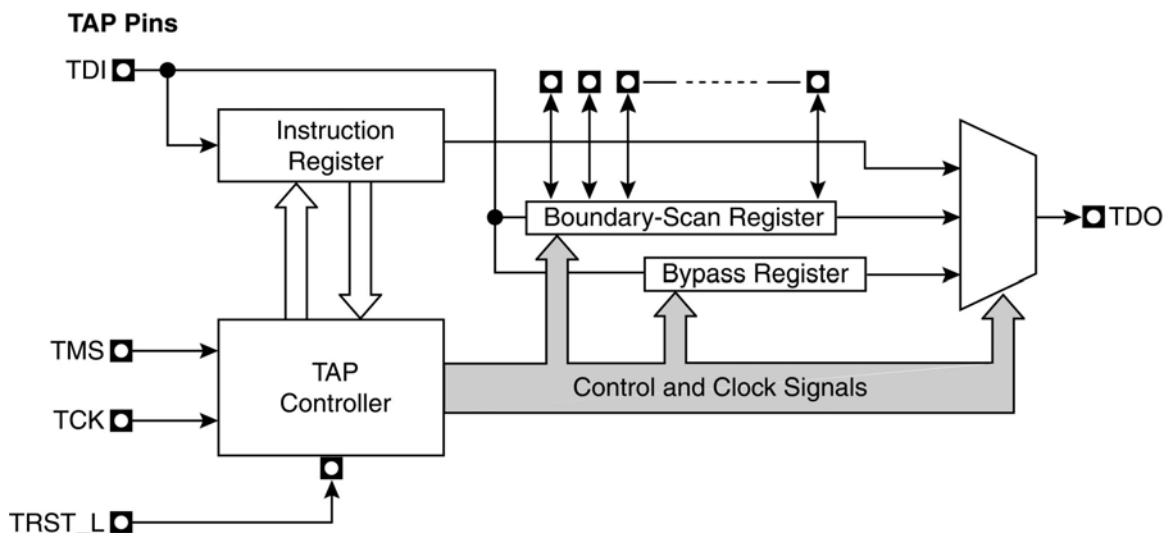 TAP Pins
TDI
Instruction
Register
Boundary-Scan Register
TDO
Bypass Register
TMS
TAP
Controller
Control and Clock Signals
TCK
TRST_L